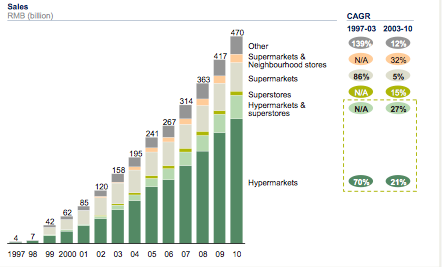 Sales
RMB (billion)
CAGR
1997-03 2003-10
470
417
363
314
267
241
195
158
120
85
62
42
7
4
Other
139% 12%
Supermarkets &
Neighbourhood stores
N/A 32%
Supermarkets
86% 5%
Superstores
N/A 15%
Hypermarkets &
superstores
N/A 27%
Hypermarkets
70% 21%
1997 98 99 2000 01 02 03 04 05 06 07 08 09 10